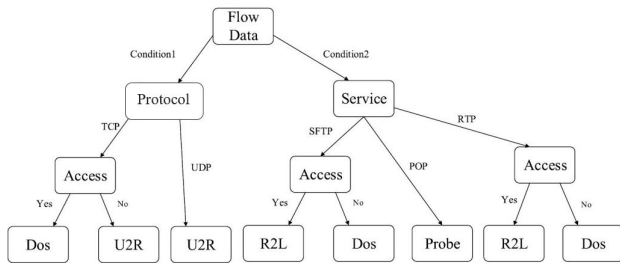 Flow
Data
Condition1
Condition2
Protocol
Service
TCP
UDP
SFTP
POP
RTP
Access
Access
Access
Yes
No
Yes
No
Yes
No
Dos
U2R
U2R
R2L
Dos
Probe
R2L
Dos